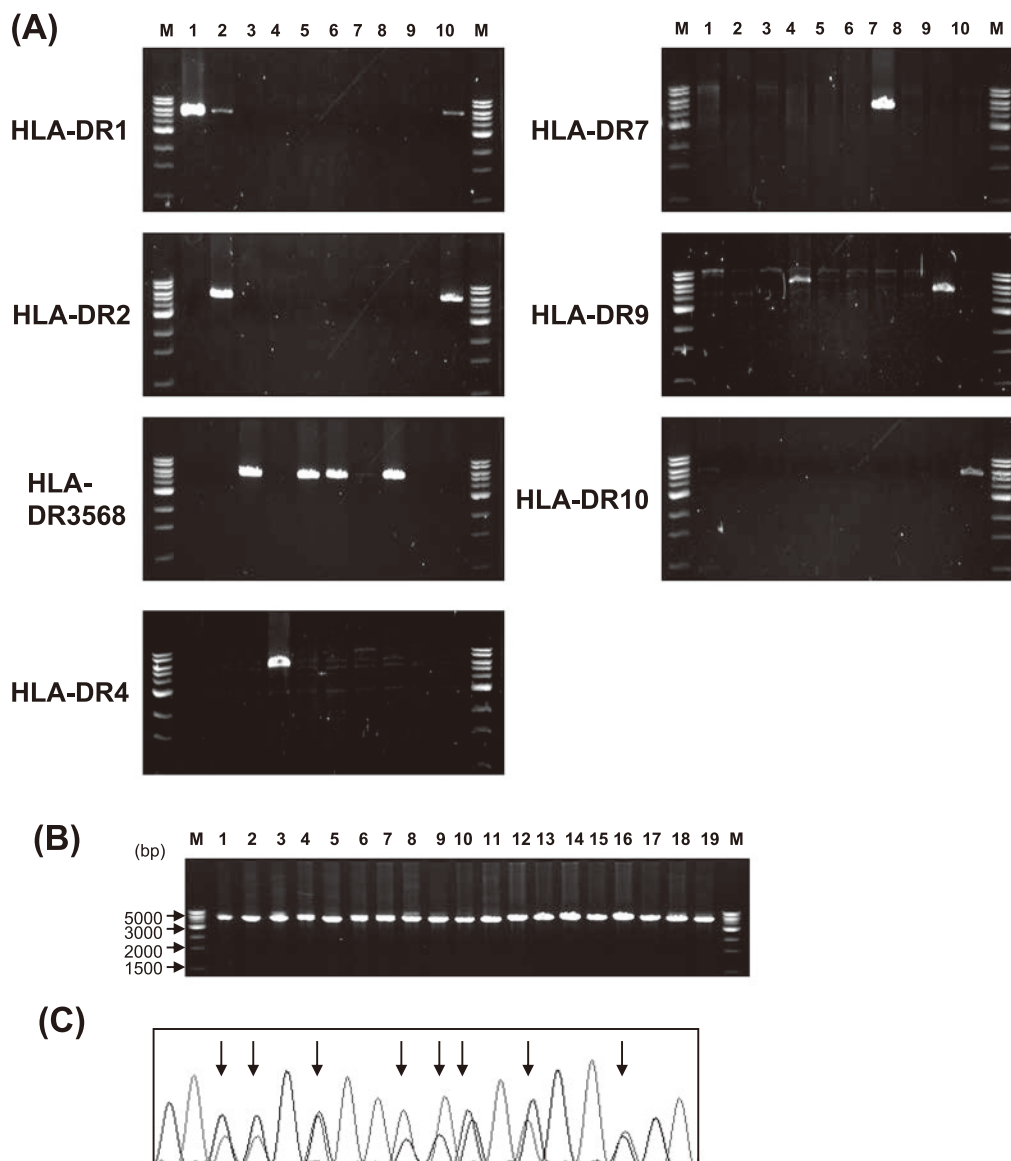 (A)
M 1 2 3 4 5 6 7 8 9 10 M
HLA-DR1
HLA-DR2
HLA-
DR3568
HLA-DR4
M 1 2 3 4 5 6 7 8 9 10 M
HLA-DR7
HLA-DR9
HLA-DR10
(B)
(bp)
M 1 2 3 4 5 6 7 8 9 10 11 12 13 14 15 16 17 18 19 M
5000
3000
2000
1500
(C)